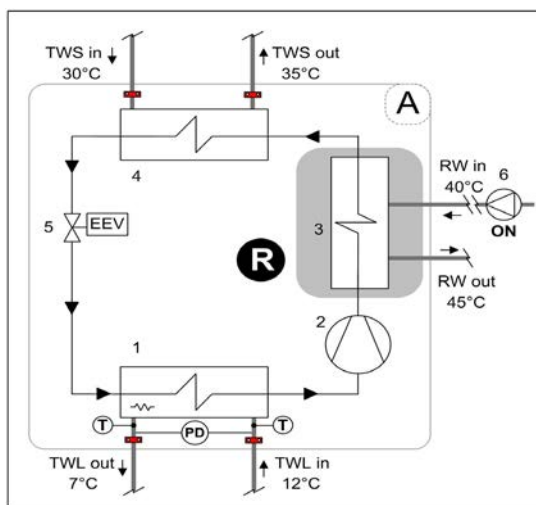 TWS in
30°C
TWS out
35°C
A
4
RW in
40°C
6
ON
5
EEV
3
R
RW out
45°C
2
1
T
PD
T
TWL out
7°C
TWL in
12°C